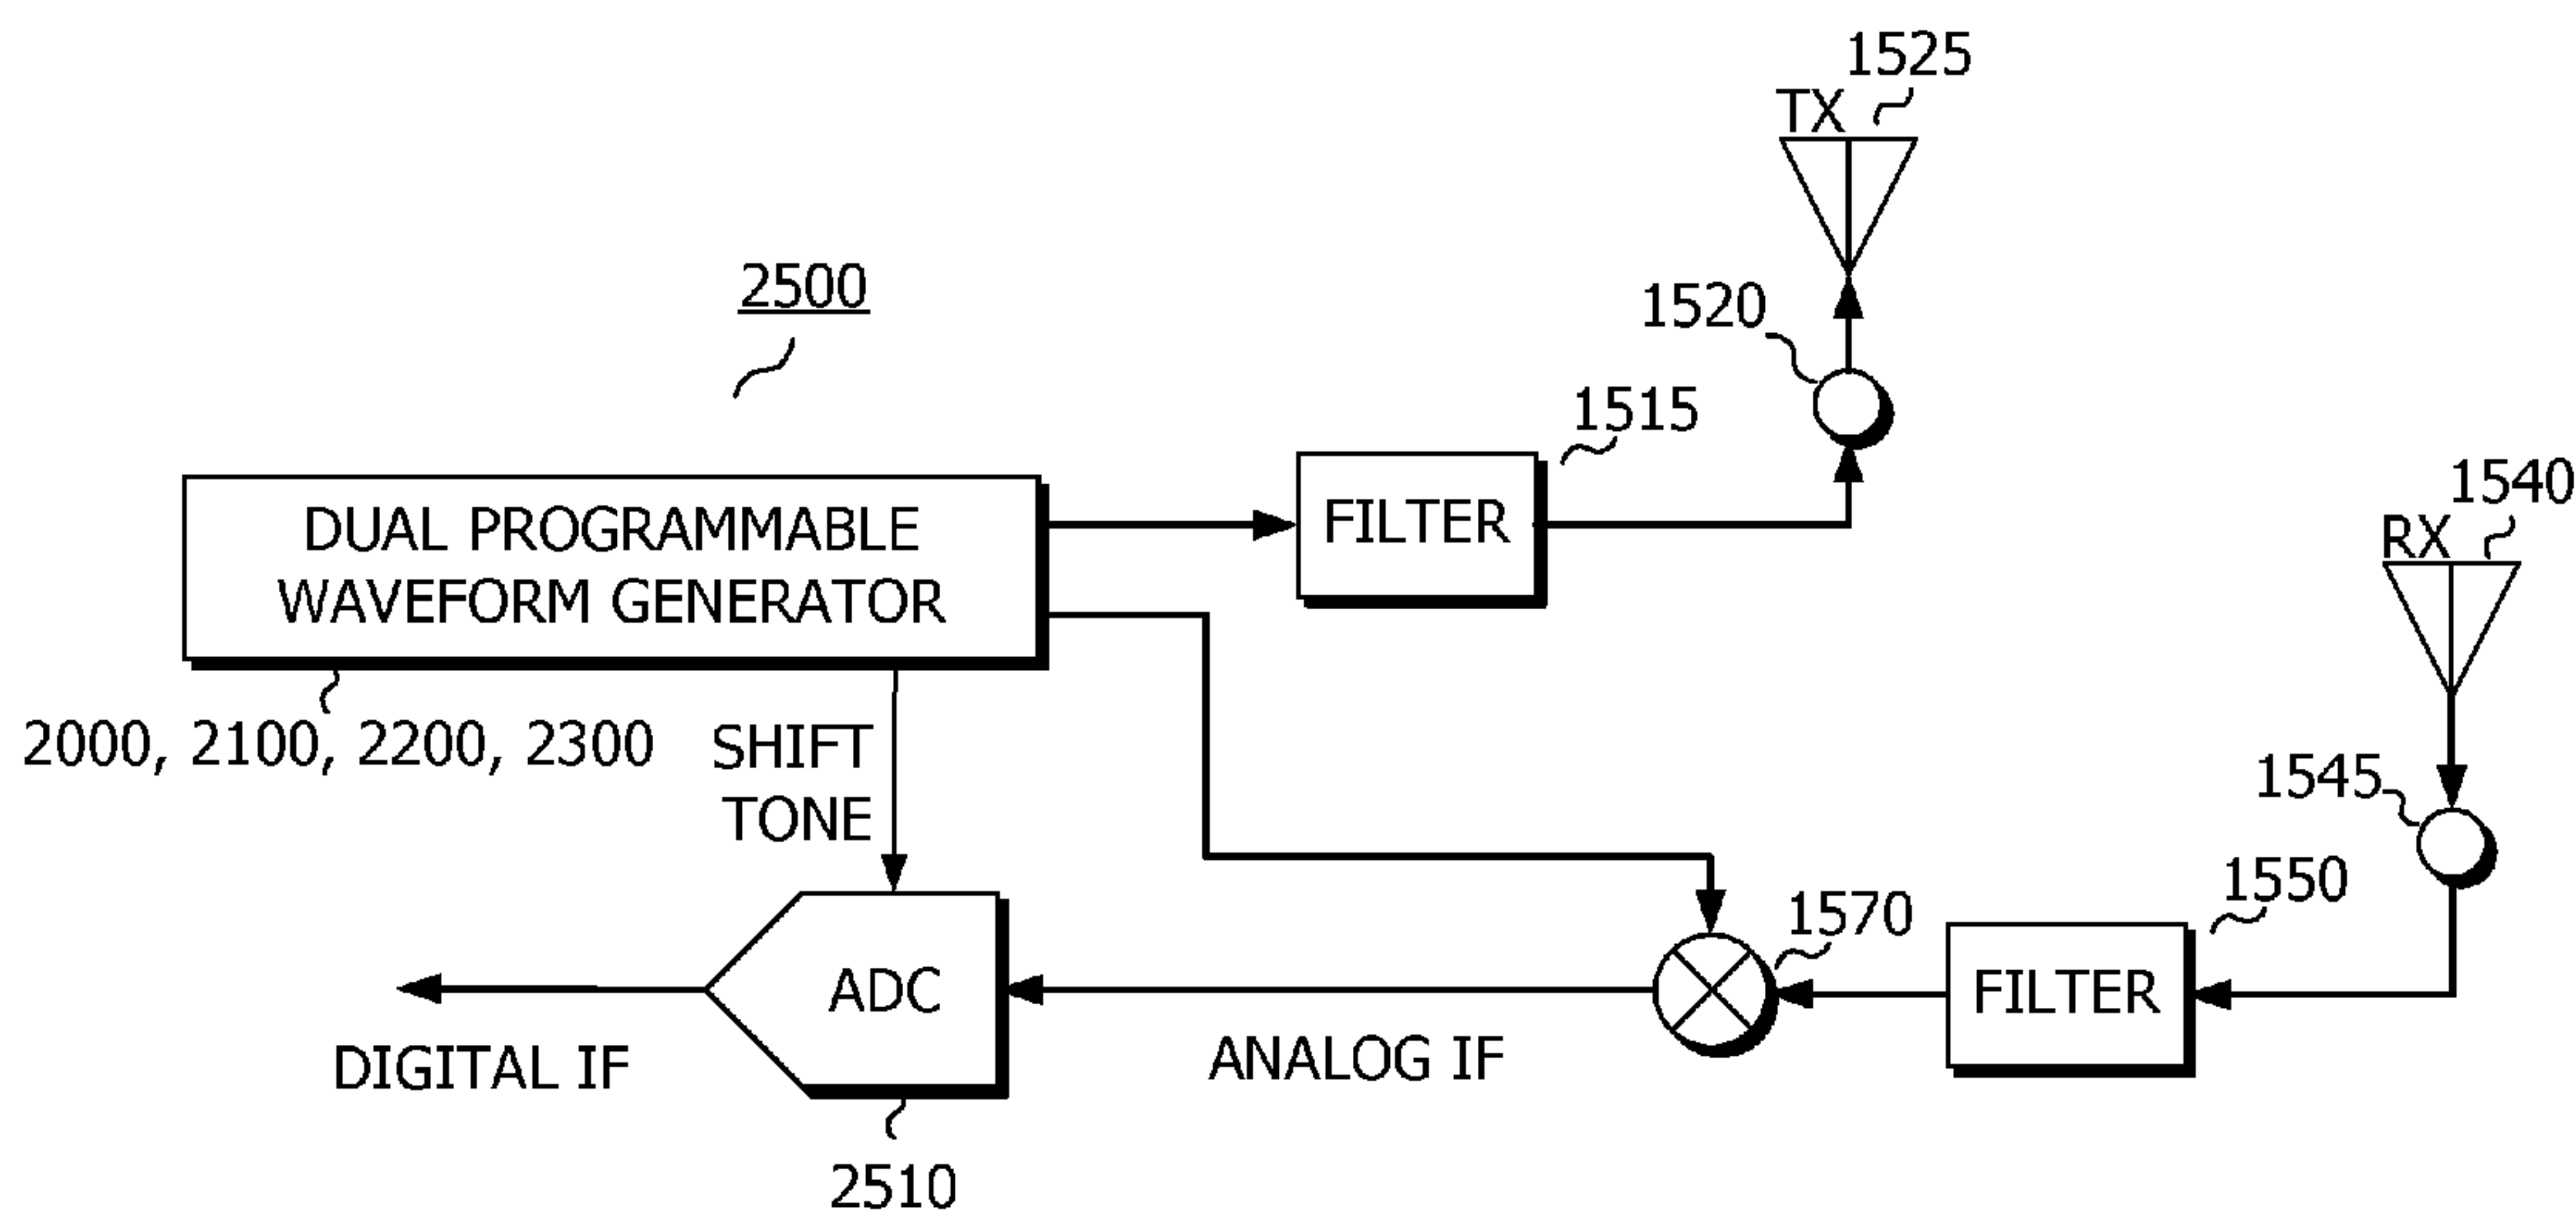 1525
TX
2500
1520
1515
1540
RX
DUAL PROGRAMMABLE
WAVEFORM GENERATOR
FILTER
2000, 2100, 2200, 2300
SHIFT
TONE
1545
1550
1570
ADC
FILTER
DIGITAL IF
ANALOG IF
2510